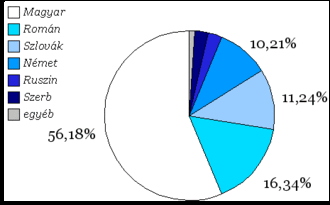 Magyar
Román
Szlovák
Német
Ruszin
Szerb
egyéb
10,21%
11,24%
16,34%
56,18%